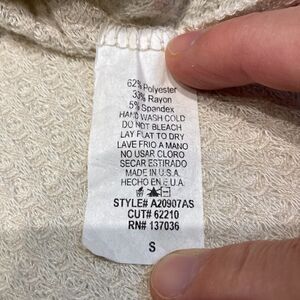 62% Polyester
33% Rayon
5% Spandex
HAND WASH COLD
DO NOT BLEACH
LAY FLAT TO DRY
LAVE FRIO A MANO
NO USAR CLORO
SECAR ESTIRADO
MADE IN U.S.A.
HECHO EN E.U.A.
STYLE# A20907AS
CUT# 62210
RN# 137036
S